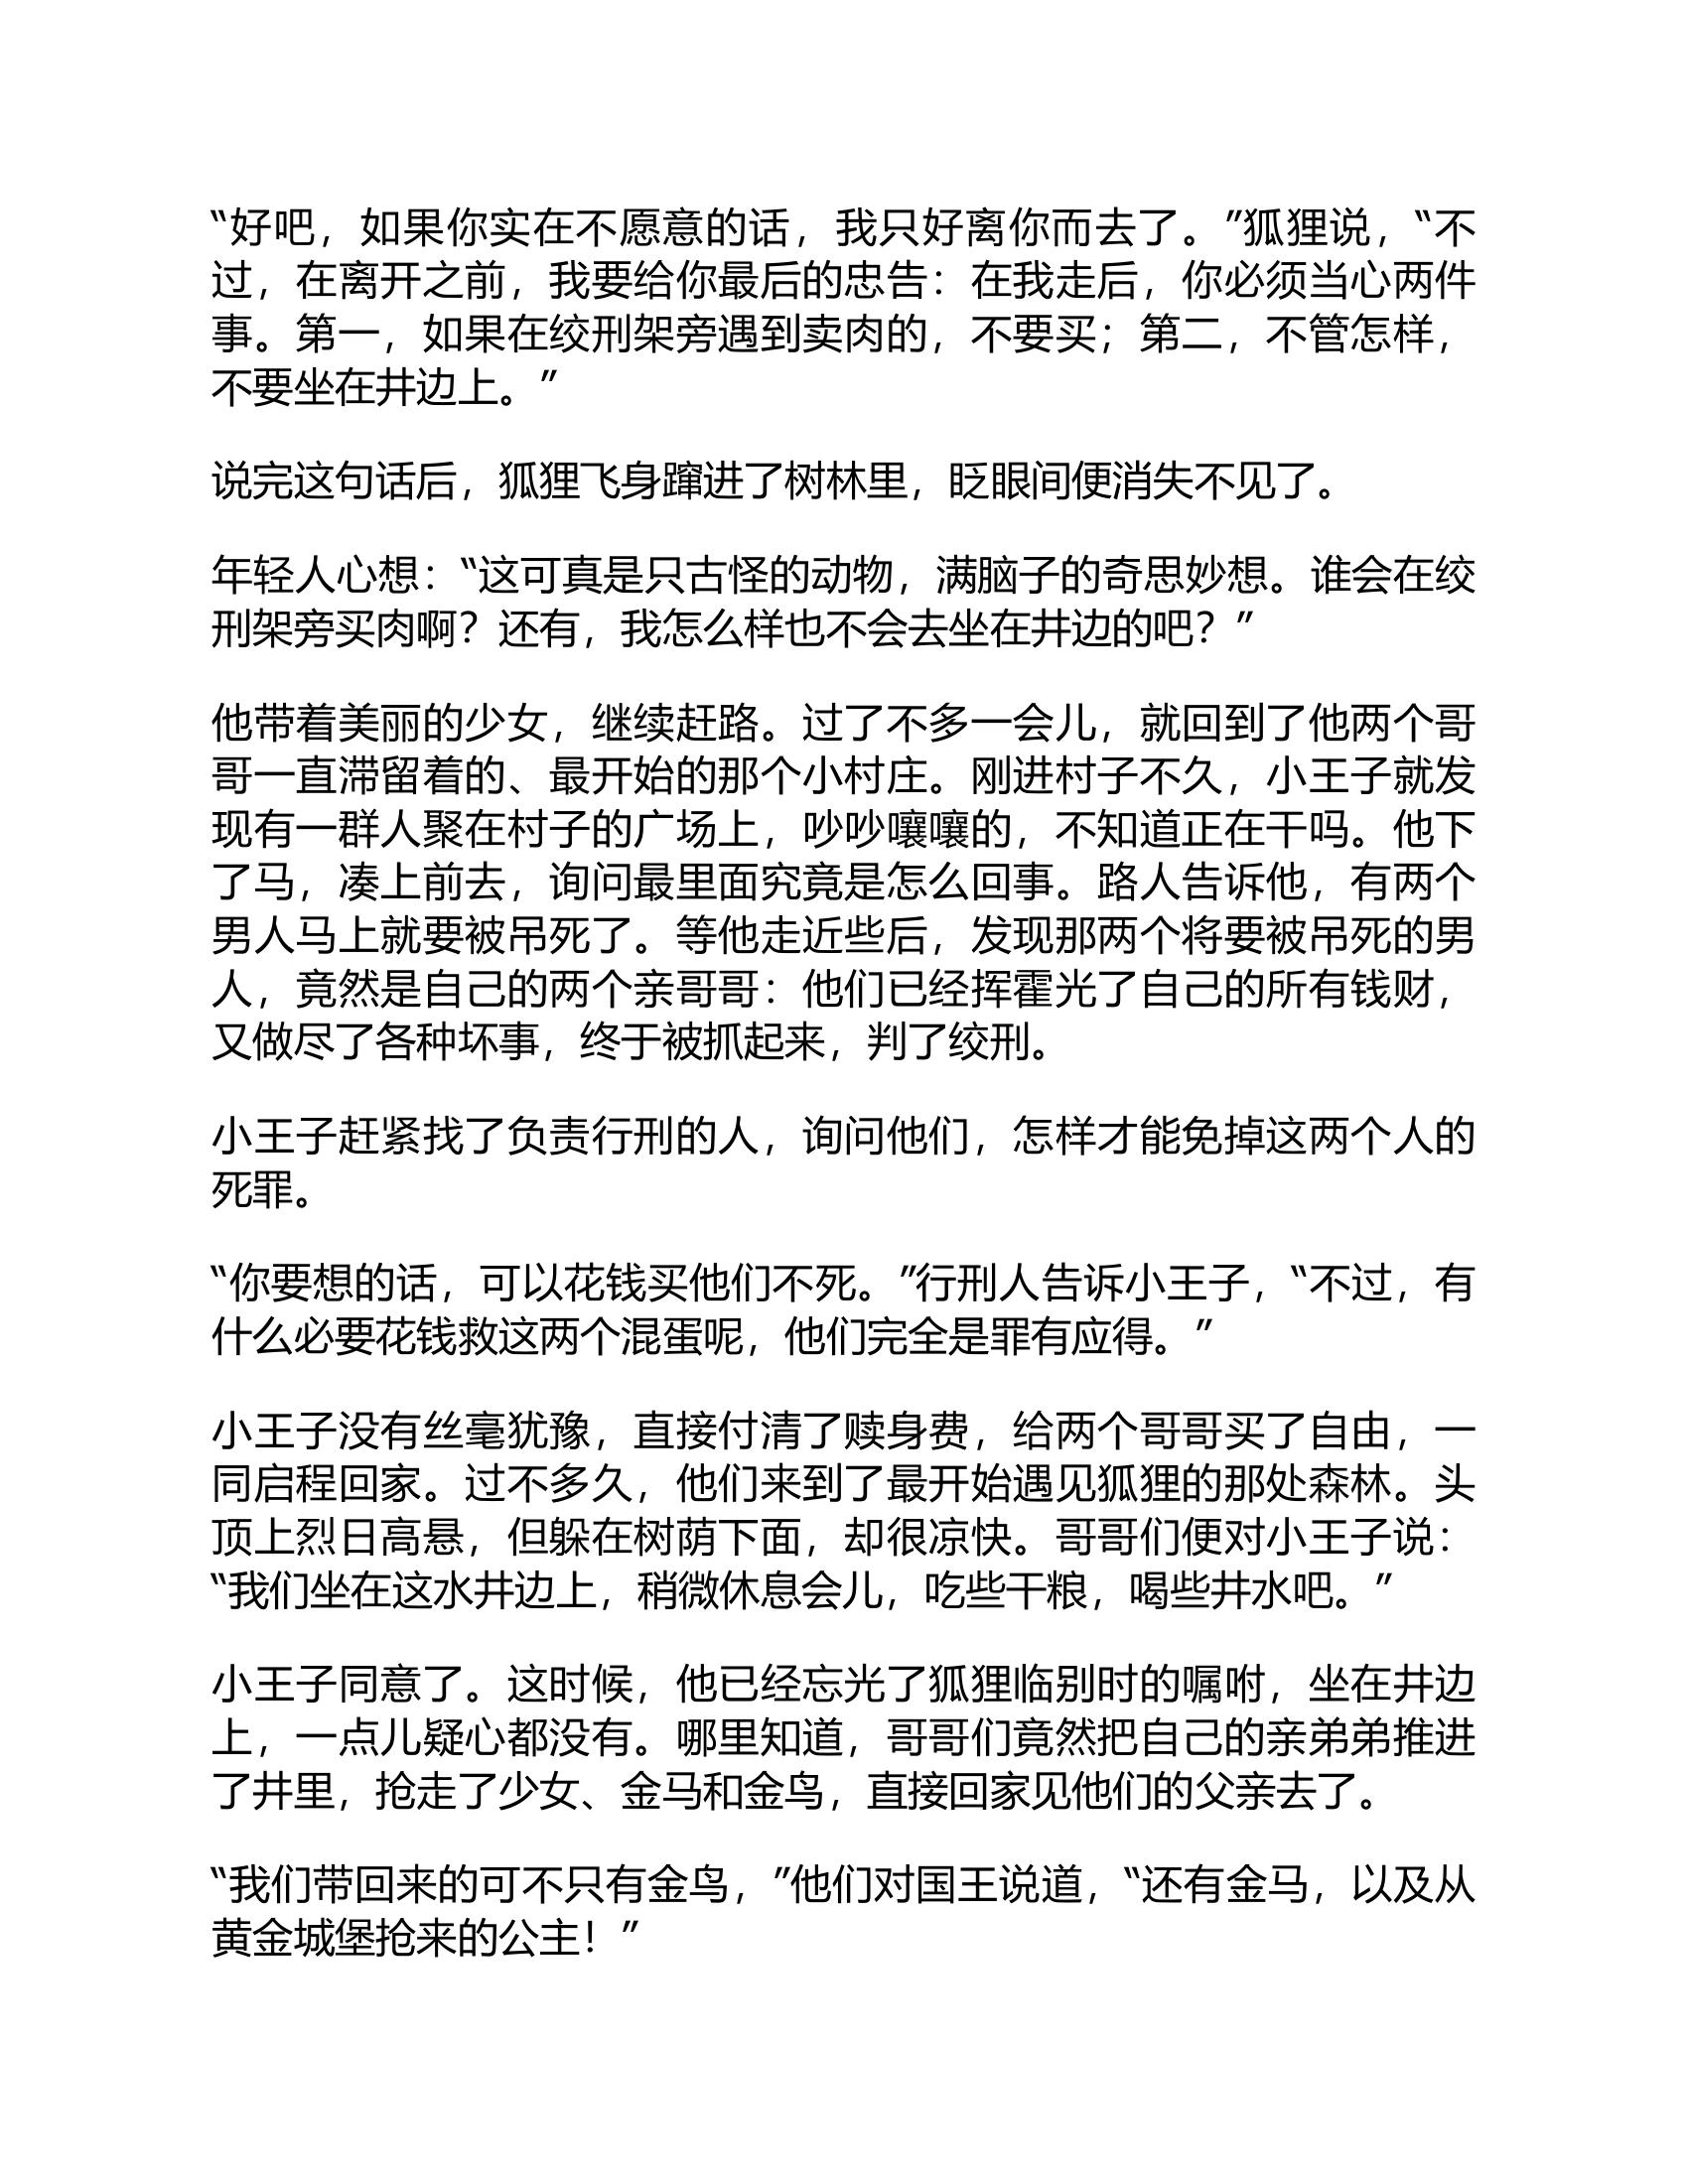 “好吧，如果你实在不愿意的话，我只好离你而去了。”狐狸说，“不
过，在离开之前，我要给你最后的忠告：在我走后，你必须当心两件
事。第一，如果在绞刑架旁遇到卖肉的，不要买；第二，不管怎样，
不要坐在井边上。”
说完这句话后，狐狸飞身蹿进了树林里，眨眼间便消失不见了。
年轻人心想：“这可真是只古怪的动物，满脑子的奇思妙想。谁会在绞
刑架旁买肉啊？还有，我怎么样也不会去坐在井边的吧？”
他带着美丽的少女，继续赶路。过了不多一会儿，就回到了他两个哥
哥一直滞留着的、最开始的那个小村庄。刚进村子不久，小王子就发
现有一群人聚在村子的广场上，吵吵嚷嚷的，不知道正在干吗。他下
了马，凑上前去，询问最里面究竟是怎么回事。路人告诉他，有两个
男人马上就要被吊死了。等他走近些后，发现那两个将要被吊死的男
人，竟然是自己的两个亲哥哥：他们已经挥霍光了自己的所有钱财，
又做尽了各种坏事，终于被抓起来，判了绞刑。
小王子赶紧找了负责行刑的人，询问他们，怎样才能免掉这两个人的
死罪。
“你要想的话，可以花钱买他们不死。”行刑人告诉小王子，“不过，有
什么必要花钱救这两个混蛋呢，他们完全是罪有应得。”
小王子没有丝毫犹豫，直接付清了赎身费，给两个哥哥买了自由，一
同启程回家。过不多久，他们来到了最开始遇见狐狸的那处森林。头
顶上烈日高悬，但躲在树荫下面，却很凉快。哥哥们便对小王子说：
“我们坐在这水井边上，稍微休息会儿，吃些干粮，喝些井水吧。”
小王子同意了。这时候，他已经忘光了狐狸临别时的嘱咐，坐在井边
上，一点儿疑心都没有。哪里知道，哥哥们竟然把自己的亲弟弟推进
了井里，抢走了少女、金马和金鸟，直接回家见他们的父亲去了。
“我们带回来的可不只有金鸟，”他们对国王说道，“还有金马，以及从
黄金城堡抢来的公主！”